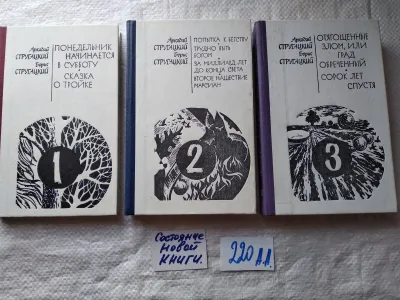 Аркадий
СТРУГАЦКИЙ
Борис
СТРУГАЦКИЙ
ПОНЕДЕЛЬНИК
НАЧИНАЕТСЯ
В СУББОТУ
СКАЗКА
О ТРОЙКЕ
1
Аркадий
СТРУГАЦКИЙ
Борис
СТРУГАЦКИЙ
ПОПЫТКА К БЕГСТВУ
ТРУДНО БЫТЬ
БОГОМ
ЗА МИЛЛИАРД ЛЕТ
ДО КОНЦА СВЕТА
ВТОРОЕ НАШЕСТВИЕ
МАРСИАН
2
Аркадий
СТРУГАЦКИЙ
Борис
СТРУГАЦКИЙ
ОТЯГОЩЕННЫЕ
ЗЛОМ, ИЛИ
ГРАД
ОБРЕЧЕННЫЙ
СОРОК ЛЕТ
СПУСТЯ
3
Состояние
новой
книги.
220